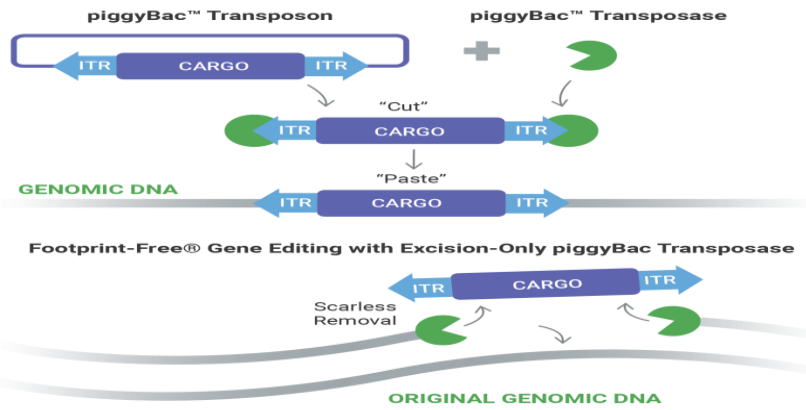 piggyBac™ Transposon
piggyBac™ Transposase
ITR CARGO ITR
"Cut"
ITR CARGO ITR
"Paste"
GENOMIC DNA
ITR CARGO ITR
Footprint-Free® Gene Editing with Excision-Only piggyBac Transposase
ITR CARGO ITR
Scarless
Removal
ORIGINAL GENOMIC DNA